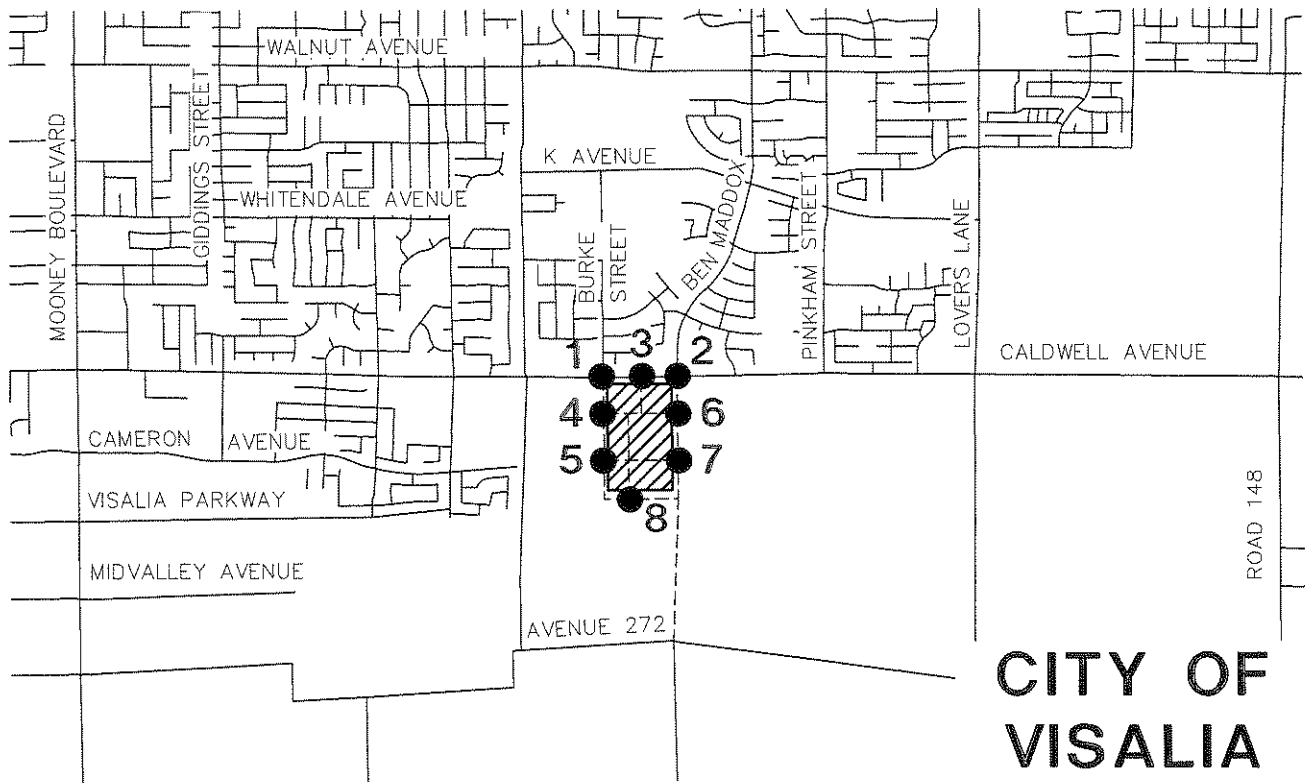 WALNUT AVENUE
MOONEY BOULEVARD
GIDDINGS STREET
K AVENUE
WHITENDALE AVENUE
BURKE
STREET
BEN MADDOX
PINKHAM STREET
LOVERS LANE
CALDWELL AVENUE
1
3
2
4
6
5
7
8
CAMERON AVENUE
VISALIA PARKWAY
MIDVALLEY AVENUE
AVENUE 272
ROAD 148
CITY OF
VISALIA